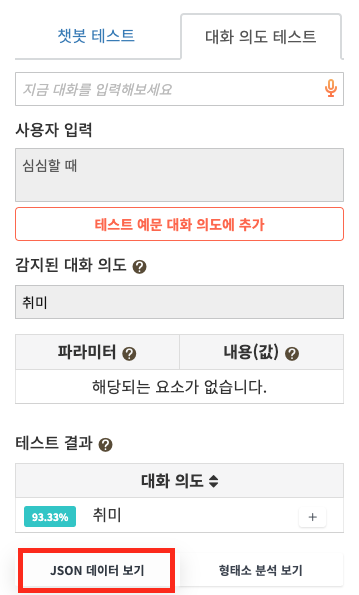 챗봇 테스트
대화 의도 테스트
지금 대화를 입력해보세요
사용자 입력
심심할 때
테스트 예문 대화 의도에 추가
감지된 대화 의도 ?
취미
파라미터 ? 내용(값) ?
해당되는 요소가 없습니다.
테스트 결과 ?
대화 의도
93.33% 취미 +
JSON 데이터 보기
형태소 분석 보기